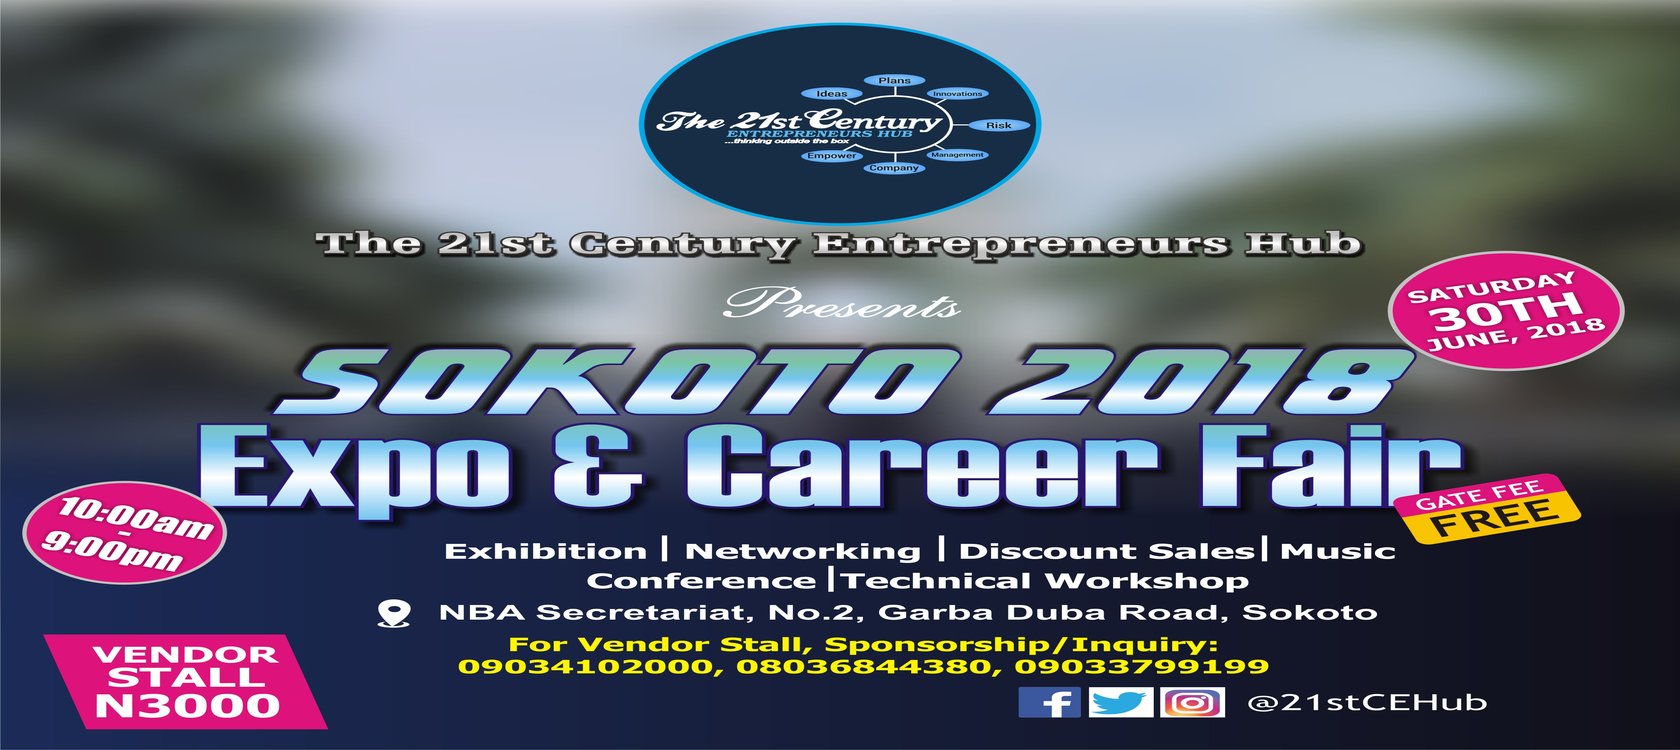 Plans
Ideas
Innovations
The 21st Century
Risk
ENTREPRENEURS HUB
...thinking outside the box
Empower
Management
Company
The 21st Century Entrepreneurs Hub
Presents
SATURDAY
30TH
JUNE, 2018
SOKOTO 2018
Expo & Career Fair
GATE FEE
FREE
10:00am
-
9:00pm
Exhibition | Networking | Discount Sales | Music
Conference | Technical Workshop
NBA Secretariat, No.2, Garba Duba Road, Sokoto
For Vendor Stall, Sponsorship/Inquiry:
09034102000, 08036844380, 09033799199
VENDOR
STALL
N3000
@21stCEHub